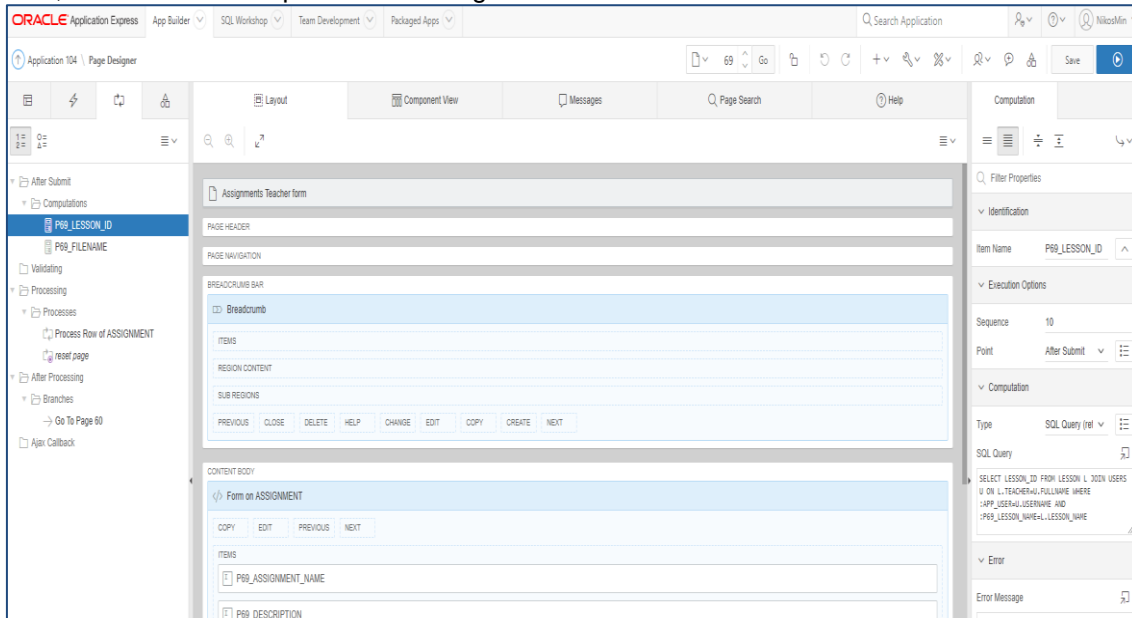 ORACLE Application Express App Builder SQL Workshop Team Development Packaged Apps Search Application NikosMin
Application 104 \ Page Designer 69 Go Save
Layout Component View Messages Page Search Help Computation
Filter Properties
After Submit
Computations
P69_LESSON_ID
P69_FILENAME
Validating
Processing
Processes
Process Row of ASSIGNMENT
reset page
After Processing
Branches
Go To Page 60
Ajax Callback
Assignments Teacher form
PAGE HEADER
PAGE NAVIGATION
BREADCRUMB BAR
Breadcrumb
ITEMS
REGION CONTENT
SUB REGIONS
PREVIOUS CLOSE DELETE HELP CHANGE EDIT COPY CREATE NEXT
CONTENT BODY
Form on ASSIGNMENT
COPY EDIT PREVIOUS NEXT
ITEMS
P69_ASSIGNMENT_NAME
P69_DESCRIPTION
Identification
Item Name P69_LESSON_ID
Execution Options
Sequence 10
Point After Submit
Computation
Type SQL Query (ret
SQL Query
SELECT LESSON_ID FROM LESSON L JOIN USERS
U ON L.TEACHER=U.FULLNAME WHERE
:APP_USER=U.USERNAME AND
:P69_LESSON_NAME=L.LESSON_NAME
Error
Error Message